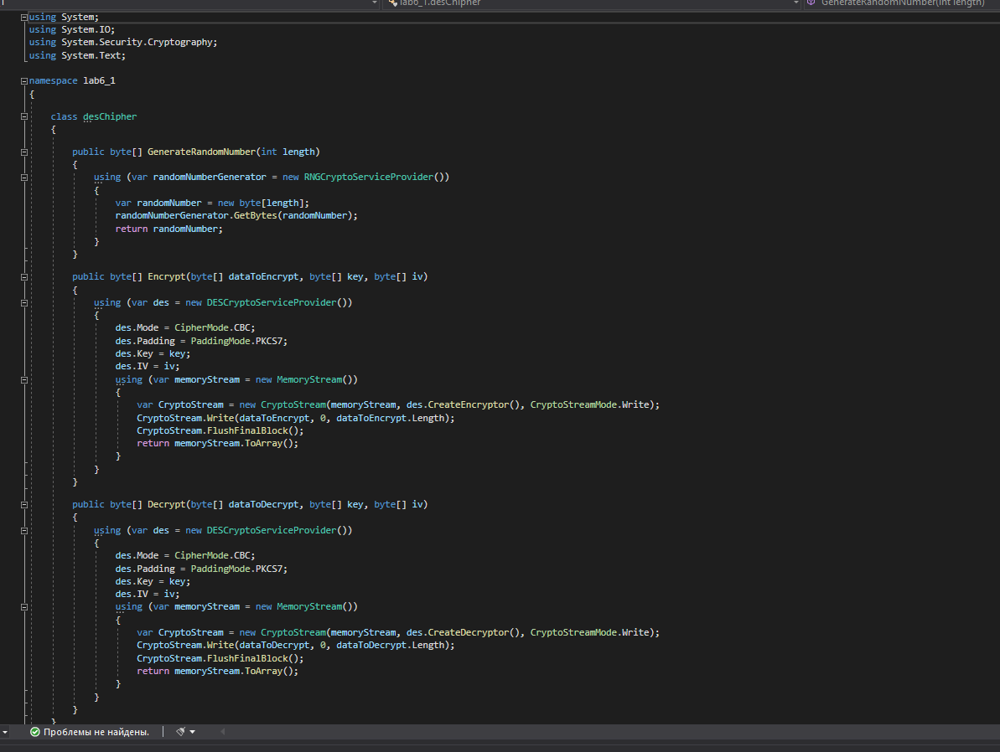 lab6_1.desChipher
GenerateRandomNumber(int length)
using System;
using System.IO;
using System.Security.Cryptography;
using System.Text;
namespace lab6_1
{
class desChipher
{
public byte[] GenerateRandomNumber(int length)
{
using (var randomNumberGenerator = new RNGCryptoServiceProvider())
{
var randomNumber = new byte[length];
randomNumberGenerator.GetBytes(randomNumber);
return randomNumber;
}
}
public byte[] Encrypt(byte[] dataToEncrypt, byte[] key, byte[] iv)
{
using (var des = new DESCryptoServiceProvider())
{
des.Mode = CipherMode.CBC;
des.Padding = PaddingMode.PKCS7;
des.Key = key;
des.IV = iv;
using (var memoryStream = new MemoryStream())
{
var CryptoStream = new CryptoStream(memoryStream, des.CreateEncryptor(), CryptoStreamMode.Write);
CryptoStream.Write(dataToEncrypt, 0, dataToEncrypt.Length);
CryptoStream.FlushFinalBlock();
return memoryStream.ToArray();
}
}
}
public byte[] Decrypt(byte[] dataToDecrypt, byte[] key, byte[] iv)
{
using (var des = new DESCryptoServiceProvider())
{
des.Mode = CipherMode.CBC;
des.Padding = PaddingMode.PKCS7;
des.Key = key;
des.IV = iv;
using (var memoryStream = new MemoryStream())
{
var CryptoStream = new CryptoStream(memoryStream, des.CreateDecryptor(), CryptoStreamMode.Write);
CryptoStream.Write(dataToDecrypt, 0, dataToDecrypt.Length);
CryptoStream.FlushFinalBlock();
return memoryStream.ToArray();
}
}
}
}
Проблемы не найдены.